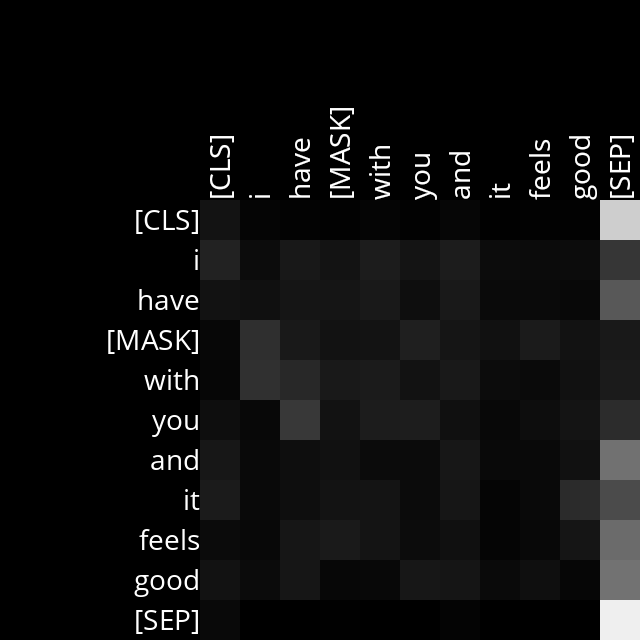 [CLS] i have [MASK] with you and it feels good [SEP]
[CLS]
i
have
[MASK]
with
you
and
it
feels
good
[SEP]